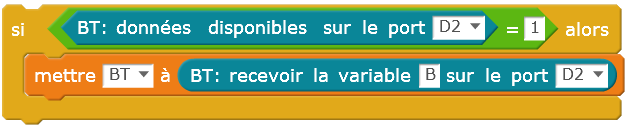 si BT: données disponibles sur le port D2 = 1 alors
mettre BT à BT: recevoir la variable B sur le port D2